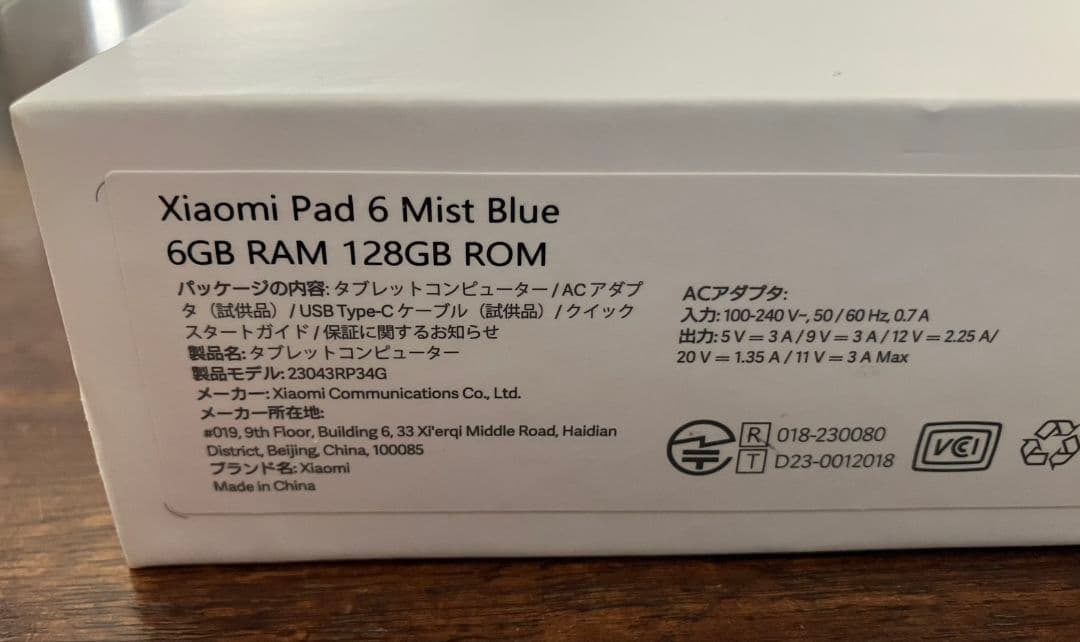 Xiaomi Pad 6 Mist Blue
6GB RAM 128GB ROM
パッケージの内容: タブレットコンピューター / AC アダプ
タ（試供品）/ USB Type-C ケーブル（試供品）/ クイック
スタートガイド / 保証に関するお知らせ
製品名: タブレットコンピューター
製品モデル: 23043RP34G
メーカー: Xiaomi Communications Co., Ltd.
メーカー所在地:
#019, 9th Floor, Building 6, 33 Xi'erqi Middle Road, Haidian
District, Beijing, China, 100085
ブランド名: Xiaomi
Made in China
ACアダプタ:
入力: 100-240 V~, 50 / 60 Hz, 0.7 A
出力: 5 V ⎓ 3 A / 9 V ⎓ 3 A / 12 V ⎓ 2.25 A/
20 V ⎓ 1.35 A / 11 V ⎓ 3 A Max
R 018-230080
T D23-0012018
VCCI